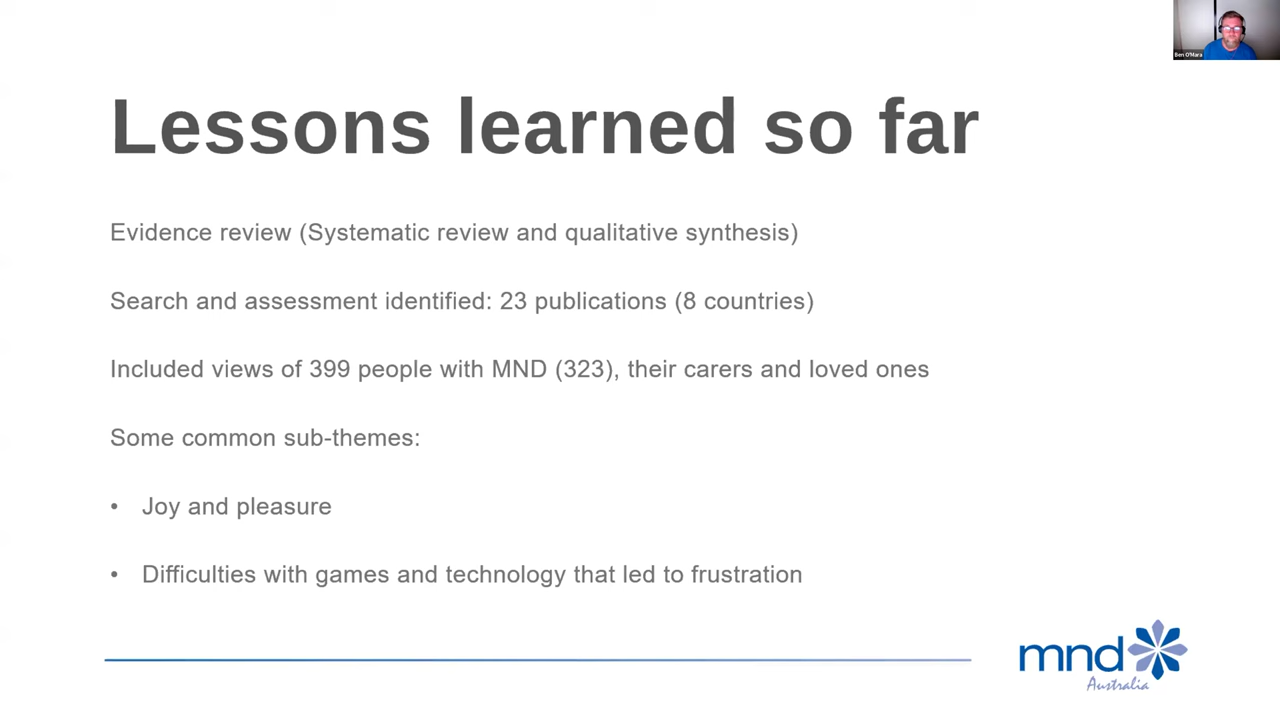 Ben O'Mara
Lessons learned so far
Evidence review (Systematic review and qualitative synthesis)
Search and assessment identified: 23 publications (8 countries)
Included views of 399 people with MND (323), their carers and loved ones
Some common sub-themes:
• Joy and pleasure
• Difficulties with games and technology that led to frustration
mnd
Australia